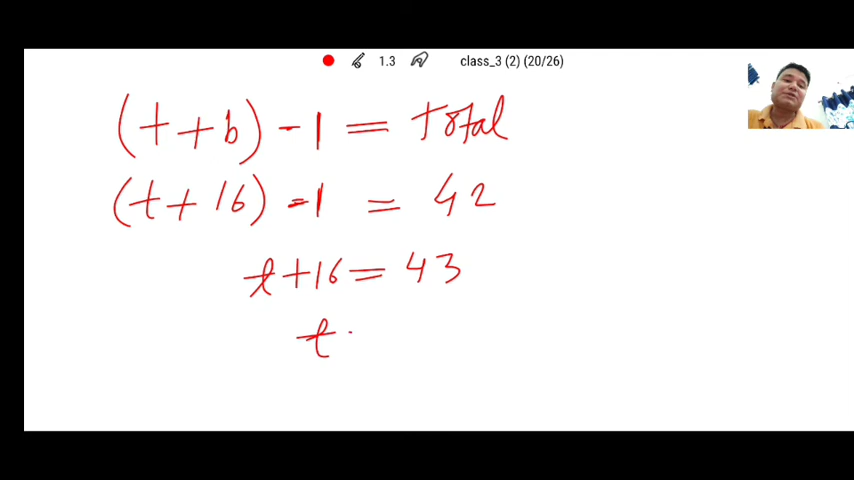 1.3 class_3 (2) (20/26)
(t+b)-1 = total
(t+16)-1 = 42
t+16=43
t